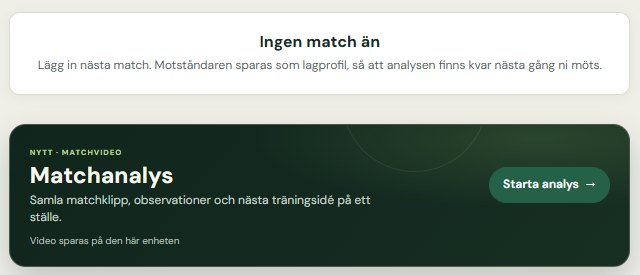 Ingen match än
Lägg in nästa match. Motståndaren sparas som lagprofil, så att analysen finns kvar nästa gång ni möts.
NYTT · MATCHVIDEO
Matchanalys
Samla matchklipp, observationer och nästa träningsidé på ett
ställe.
Video sparas på den här enheten
Starta analys →